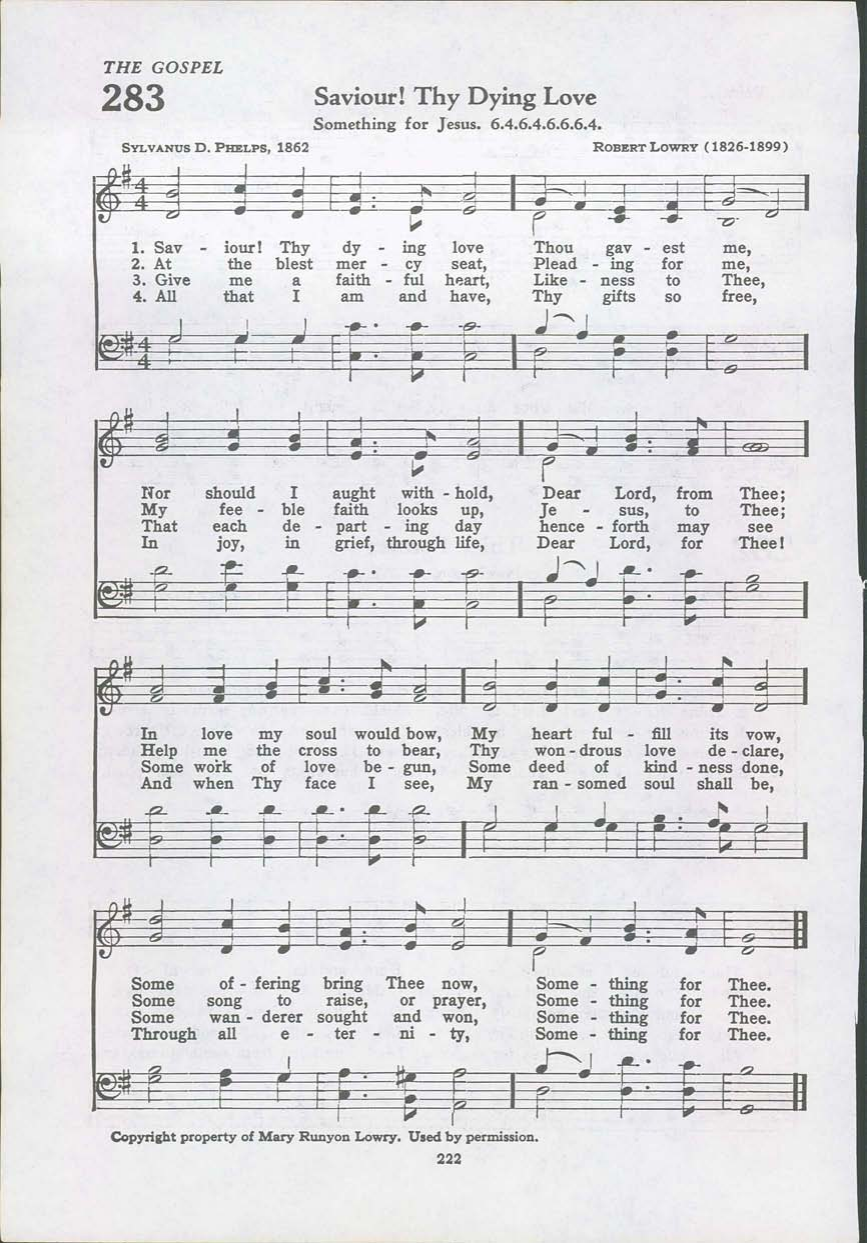 THE GOSPEL
283
Saviour! Thy Dying Love
Something for Jesus. 6.4.6.4.6.6.6.4.
SYLVANUS D. PHELPS, 1862 ROBERT LOWRY (1826-1899)
1. Sav - iour! Thy dy - ing love Thou gav - est me,
2. At the blest mer - cy seat, Plead - ing for me,
3. Give me a faith - ful heart, Like - ness to Thee,
4. All that I am and have, Thy gifts so free,
Nor should I aught with - hold, Dear Lord, from Thee;
My fee - ble faith looks up, Je - sus, to Thee;
That each de - part - ing day hence - forth may see
In joy, in grief, through life, Dear Lord, for Thee!
In love my soul would bow, My heart ful - fill its vow,
Help me the cross to bear, Thy won - drous love de - clare,
Some work of love be - gun, Some deed of kind - ness done,
And when Thy face I see, My ran - somed soul shall be,
Some of - fering bring Thee now, Some - thing for Thee.
Some song to raise, or prayer, Some - thing for Thee.
Some wan - derer sought and won, Some - thing for Thee.
Through all e - ter - ni - ty, Some - thing for Thee.
Copyright property of Mary Runyon Lowry. Used by permission.
222